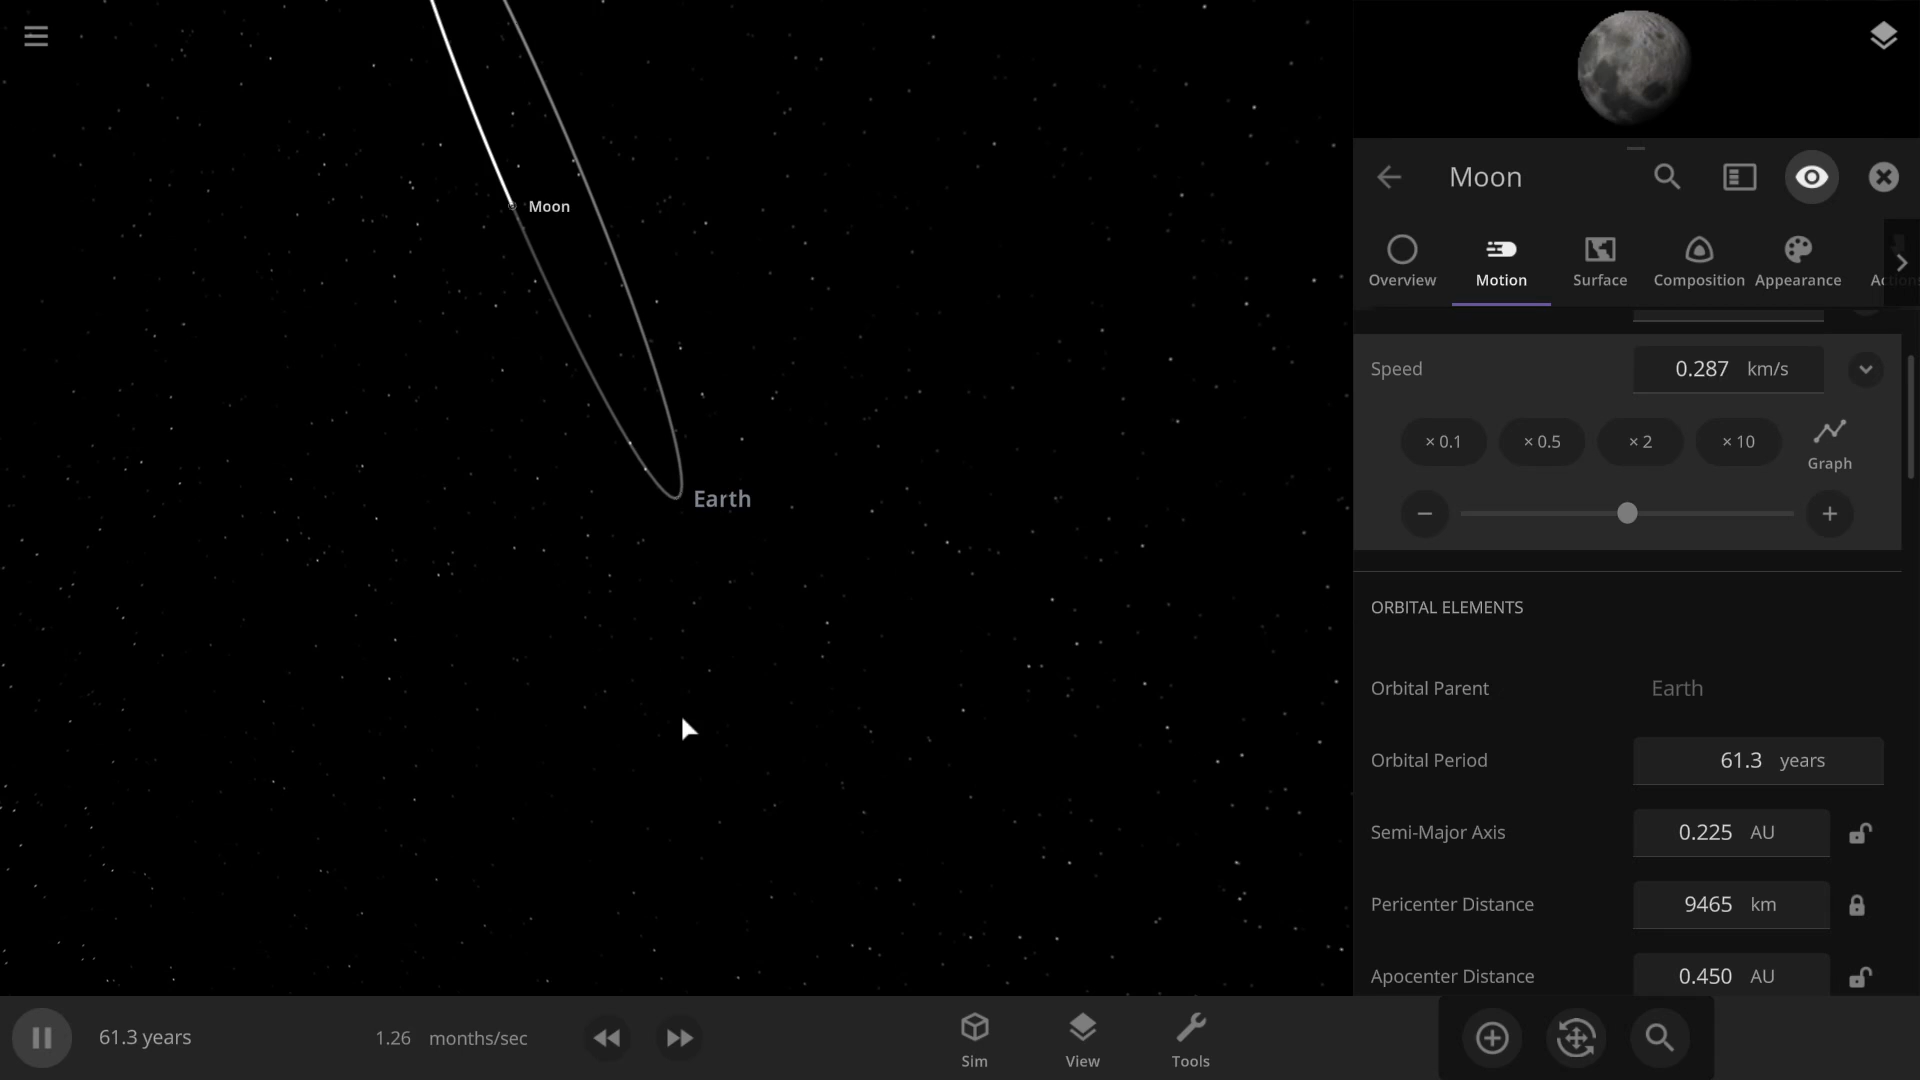 Moon
Earth
Moon
Overview
Motion
Surface
Composition
Appearance
Speed
0.287 km/s
× 0.1
× 0.5
× 2
× 10
Graph
ORBITAL ELEMENTS
Orbital Parent
Earth
Orbital Period
61.3 years
Semi-Major Axis
0.225 AU
Pericenter Distance
9465 km
Apocenter Distance
0.450 AU
61.3 years
1.26 months/sec
Sim
View
Tools